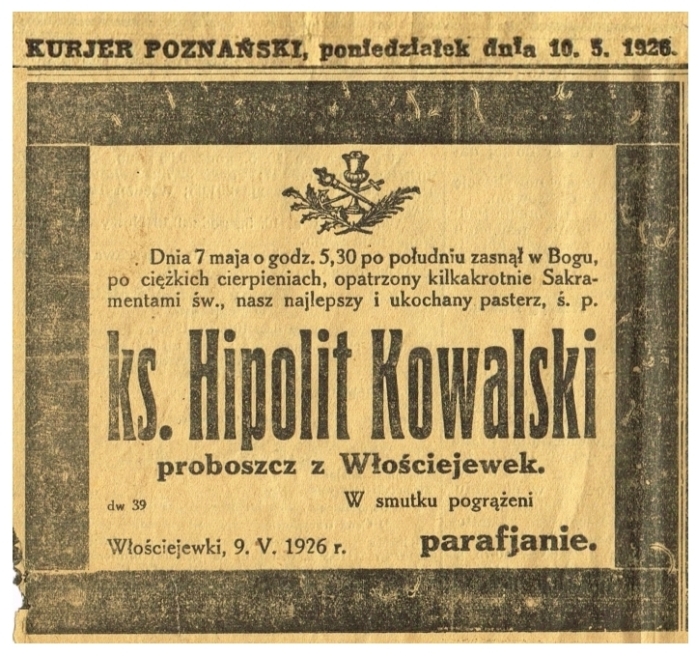 KURJER POZNAŃSKI, poniedziałek dnia 10. 5. 1926.
Dnia 7 maja o godz. 5,30 po południu zasnął w Bogu,
po ciężkich cierpieniach, opatrzony kilkakrotnie Sakra-
mentami św., nasz najlepszy i ukochany pasterz, ś. p.
ks. Hipolit Kowalski
proboszcz z Włościejewek.
dw 39 W smutku pogrążeni
Włościejewki, 9. V. 1926 r. parafjanie.